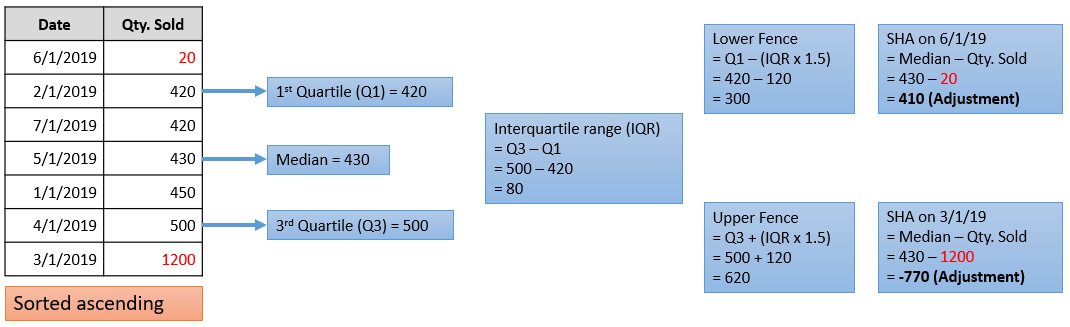 Date Qty. Sold
6/1/2019 20
2/1/2019 420
7/1/2019 420
5/1/2019 430
1/1/2019 450
4/1/2019 500
3/1/2019 1200
Sorted ascending
1st Quartile (Q1) = 420
Median = 430
3rd Quartile (Q3) = 500
Interquartile range (IQR)
= Q3 – Q1
= 500 – 420
= 80
Lower Fence
= Q1 – (IQR x 1.5)
= 420 – 120
= 300
SHA on 6/1/19
= Median – Qty. Sold
= 430 – 20
= 410 (Adjustment)
Upper Fence
= Q3 + (IQR x 1.5)
= 500 + 120
= 620
SHA on 3/1/19
= Median – Qty. Sold
= 430 – 1200
= -770 (Adjustment)